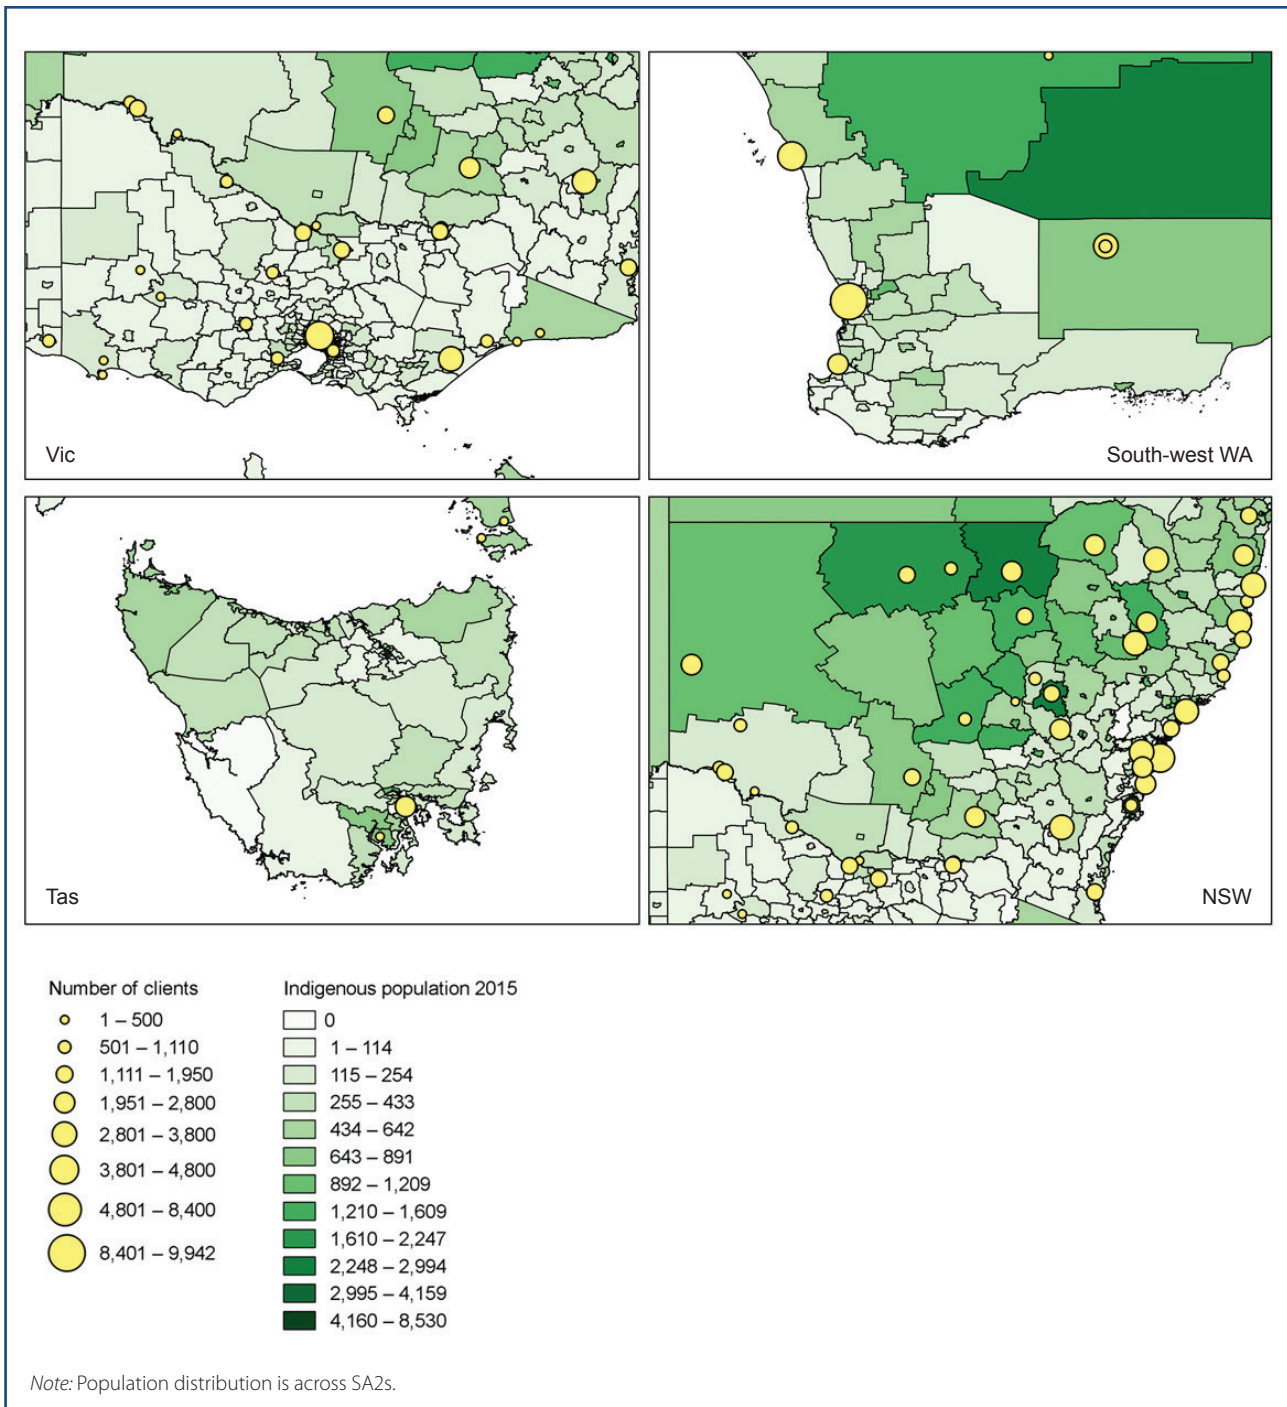 Vic
South-west WA
Tas
NSW
Number of clients
1 – 500
501 – 1,110
1,111 – 1,950
1,951 – 2,800
2,801 – 3,800
3,801 – 4,800
4,801 – 8,400
8,401 – 9,942
Indigenous population 2015
0
1 – 114
115 – 254
255 – 433
434 – 642
643 – 891
892 – 1,209
1,210 – 1,609
1,610 – 2,247
2,248 – 2,994
2,995 – 4,159
4,160 – 8,530
Note: Population distribution is across SA2s.